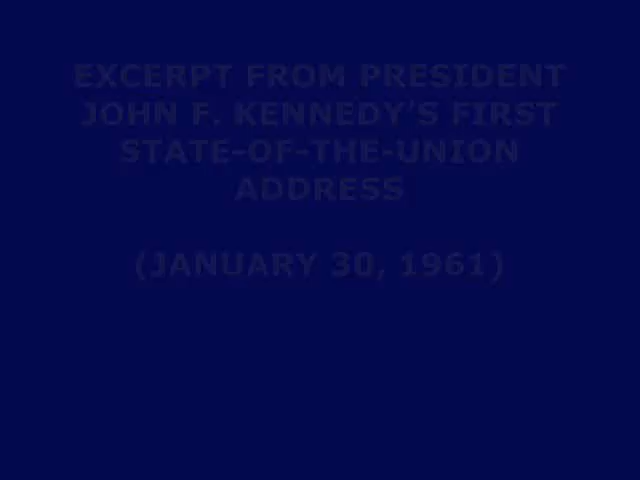 EXCERPT FROM PRESIDENT
JOHN F. KENNEDY'S FIRST
STATE-OF-THE-UNION
ADDRESS
(JANUARY 30, 1961)